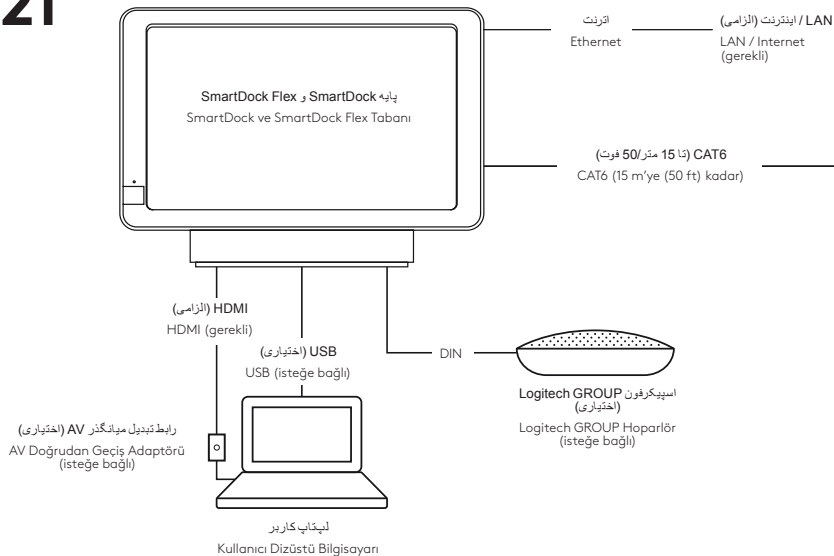 21
اترنت
Ethernet
LAN / اینترنت (الزامی)
LAN / Internet
(gerekli)
پایه SmartDock و SmartDock Flex
SmartDock ve SmartDock Flex Tabanı
CAT6 (تا 15 متر/50 فوت)
CAT6 (15 m’ye (50 ft) kadar)
HDMI (الزامی)
HDMI (gerekli)
USB (اختیاری)
USB (isteğe bağlı)
DIN
اسپیکرفون Logitech GROUP
(اختیاری)
Logitech GROUP Hoparlör
(isteğe bağlı)
رابط تبدیل میانگذر AV (اختیاری)
AV Doğrudan Geçiş Adaptörü
(isteğe bağlı)
لپ‌تاپ کاربر
Kullanıcı Dizüstü Bilgisayarı